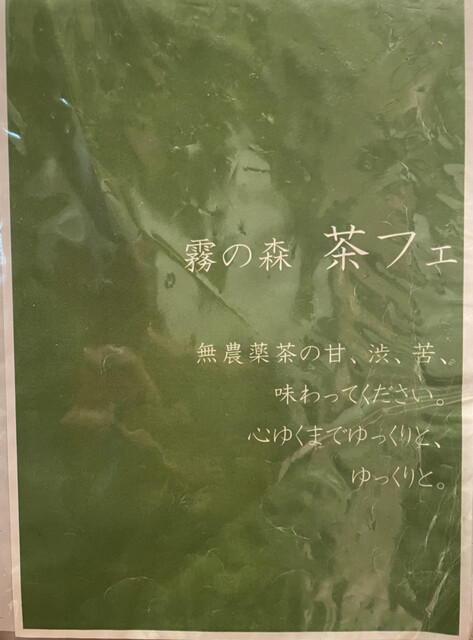 霧の森 茶フェ
無農薬茶の甘、渋、苦、
味わってください。
心ゆくまでゆっくりと、
ゆっくりと。